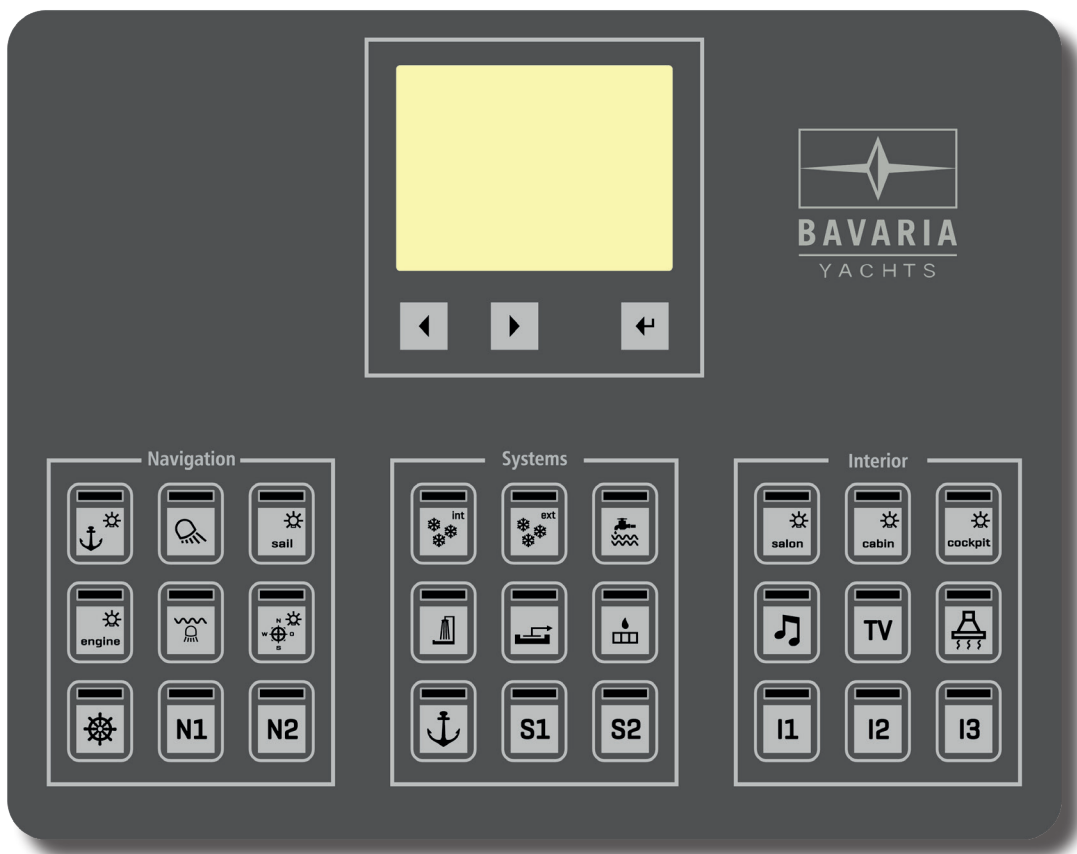 BAVARIA
YACHTS
Navigation
Systems
Interior
sail
int
ext
salon
cabin
cockpit
engine
N
W O
S
TV
N1
N2
S1
S2
I1
I2
I3